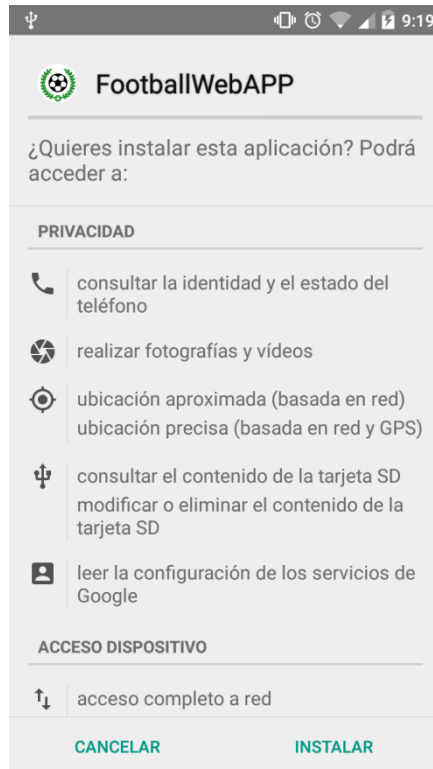 9:19
FootballWebAPP
¿Quieres instalar esta aplicación? Podrá
acceder a:
PRIVACIDAD
consultar la identidad y el estado del
teléfono
realizar fotografías y vídeos
ubicación aproximada (basada en red)
ubicación precisa (basada en red y GPS)
consultar el contenido de la tarjeta SD
modificar o eliminar el contenido de la
tarjeta SD
leer la configuración de los servicios de
Google
ACCESO DISPOSITIVO
acceso completo a red
CANCELAR
INSTALAR